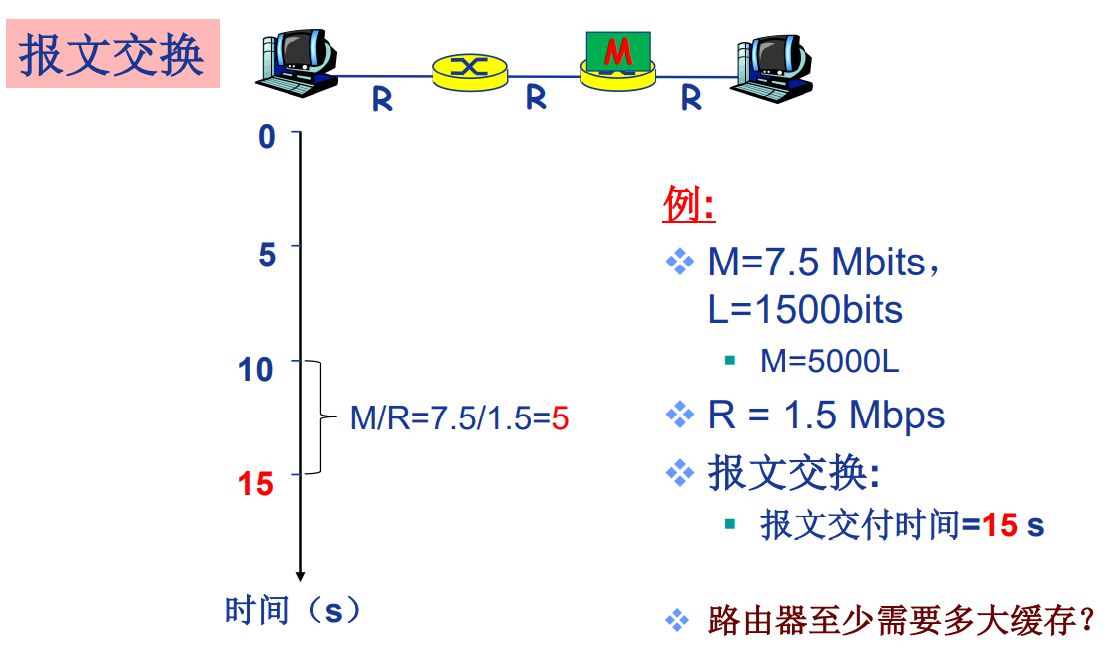 报文交换
M
R R R
0
5
10
15
M/R=7.5/1.5=5
时间（s）
例:
M=7.5 Mbits，
L=1500bits
M=5000L
R = 1.5 Mbps
报文交换:
报文交付时间=15 s
路由器至少需要多大缓存？